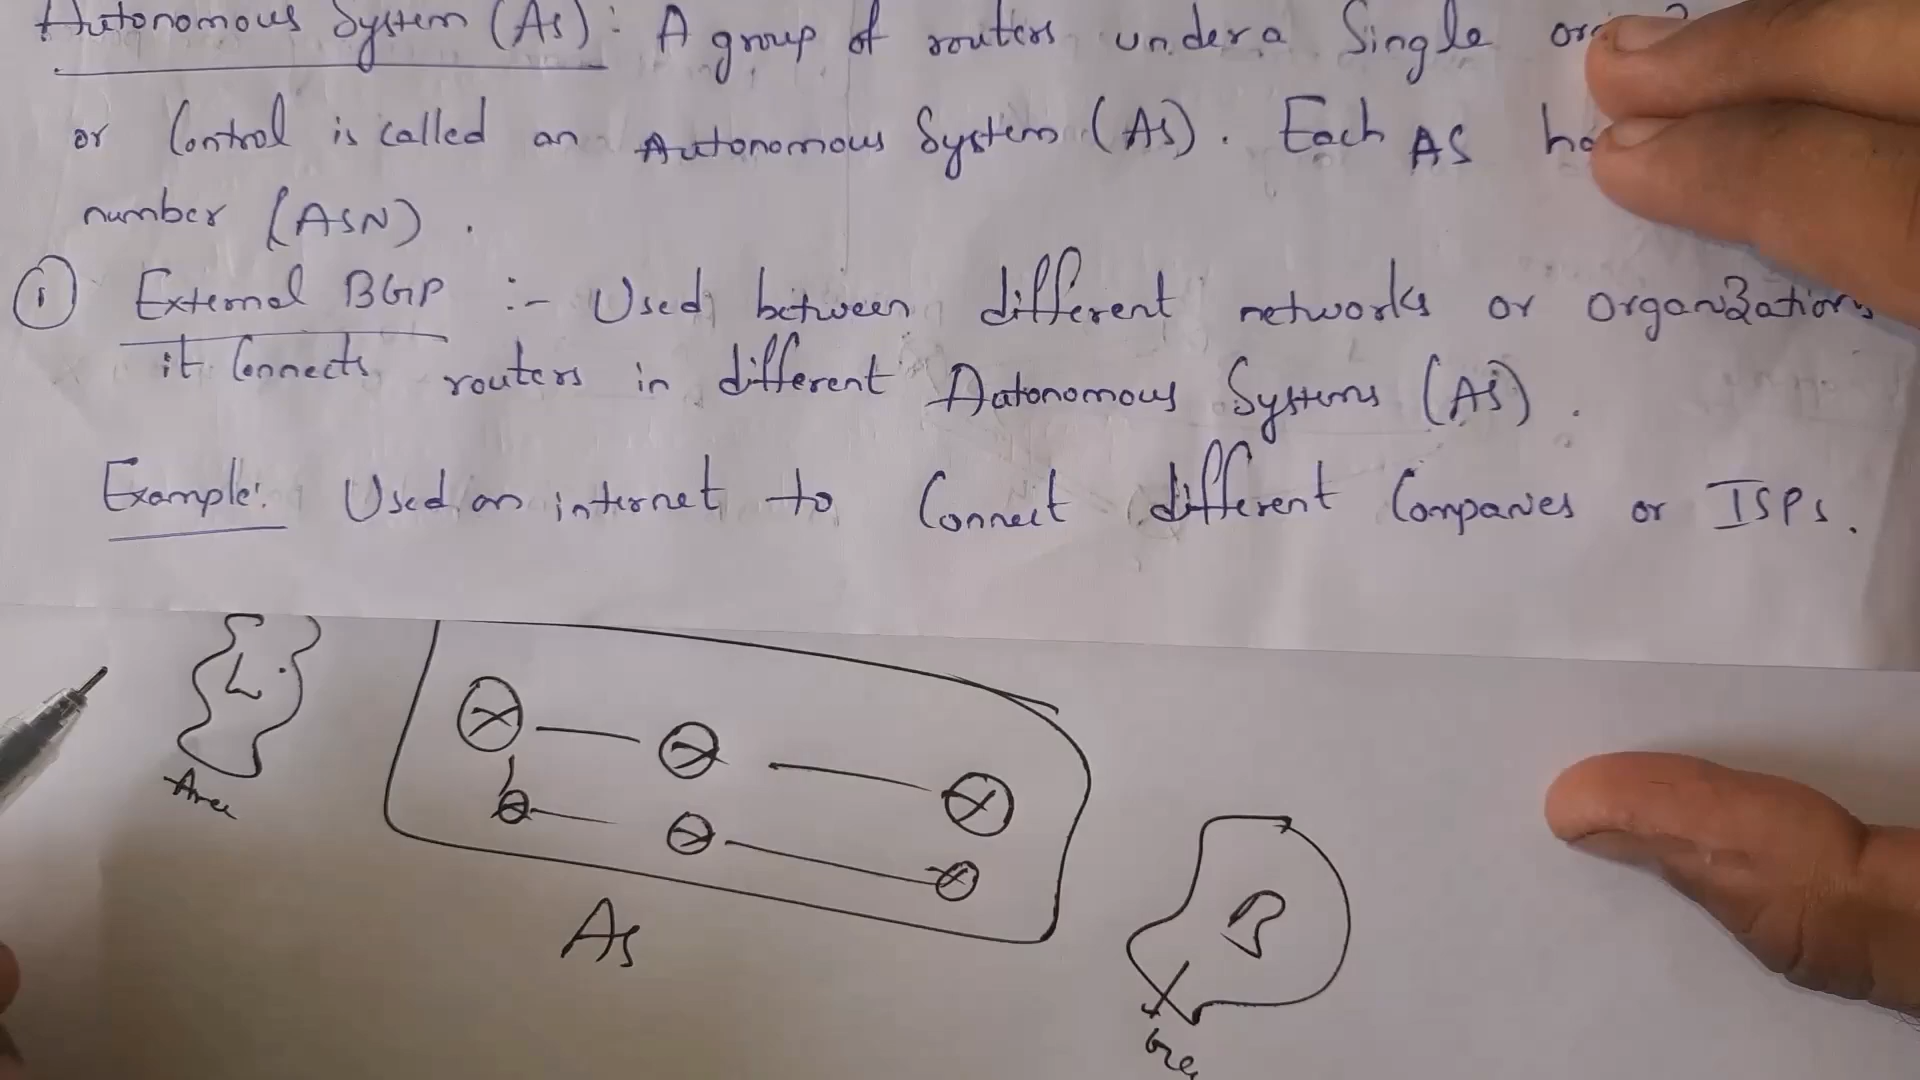 Autonomous System (AS): A group of routers under a Single
or Control is called an Autonomous System (AS). Each AS
number (ASN).
① External BGP :- Used between different networks or Organizations
it Connects routers in different Autonomous Systems (AS).
Example: Used on internet to Connect different Companies or ISPs.
Area
AS